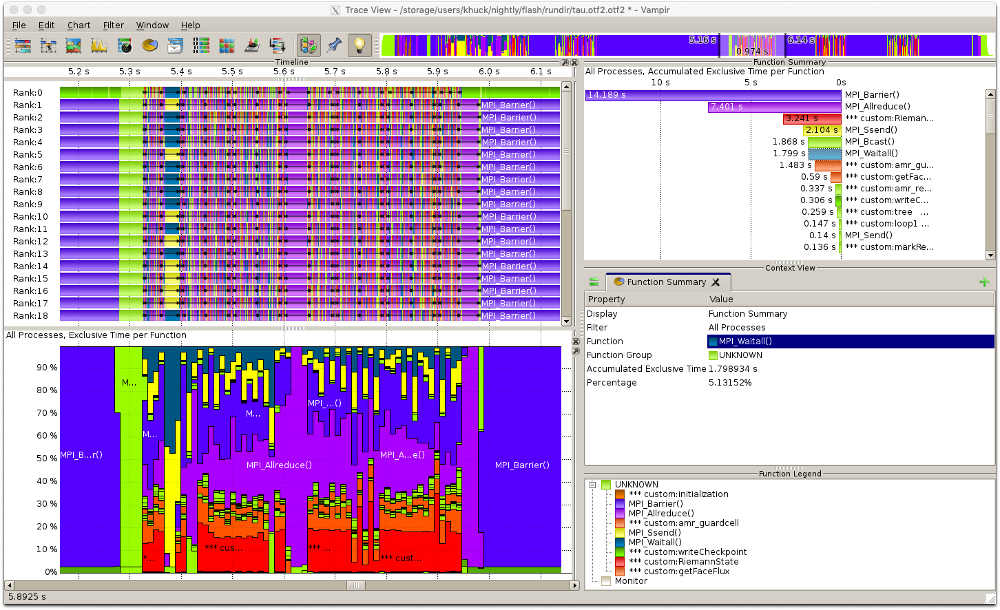 Trace View - /storage/users/khuck/nightly/flash/rundir/tau.otf2.otf2 * - Vampir
File Edit Chart Filter Window Help
5.16 s 6.14 s
0.974 s
Timeline
5.2 s 5.3 s 5.4 s 5.5 s 5.6 s 5.7 s 5.8 s 5.9 s 6.0 s 6.1 s
Rank:0
Rank:1 MPI_Barrier()
Rank:2 MPI_Barrier()
Rank:3 MPI_Barrier()
Rank:4 MPI_Barrier()
Rank:5 MPI_Barrier()
Rank:6 MPI_Barrier()
Rank:7 MPI_Barrier()
Rank:8 MPI_Barrier()
Rank:9 MPI_Barrier()
Rank:10 MPI_Barrier()
Rank:11 MPI_Barrier()
Rank:12 MPI_Barrier()
Rank:13 MPI_Barrier()
Rank:14 MPI_Barrier()
Rank:15 MPI_Barrier()
Rank:16 MPI_Barrier()
Rank:17 MPI_Barrier()
Rank:18 MPI_Barrier()
All Processes, Exclusive Time per Function
90 %
80 %
70 %
60 %
50 %
40 %
30 %
20 %
10 %
0%
M...
MPI_...()
M...
M...
MPI_B...r()
MPI_A...e()
MPI_Allreduce()
MPI_Barrier()
*** cus...
*** ...
*...
*** cust...
5.8925 s
Function Summary
All Processes, Accumulated Exclusive Time per Function
10 s 5 s 0s
14.189 s MPI_Barrier()
7.401 s MPI_Allreduce()
3.241 s *** custom:Rieman...
2.104 s MPI_Ssend()
1.868 s MPI_Bcast()
1.799 s MPI_Waitall()
1.483 s *** custom:amr_gu...
0.59 s *** custom:getFac...
0.337 s *** custom:amr_re...
0.306 s *** custom:writeC...
0.259 s *** custom:tree ...
0.147 s *** custom:loop1 ...
0.14 s MPI_Send()
0.136 s *** custom:markRe...
Context View
Function Summary
Property Value
Display Function Summary
Filter All Processes
Function MPI_Waitall()
Function Group UNKNOWN
Accumulated Exclusive Time 1.798934 s
Percentage 5.13152%
Function Legend
UNKNOWN
*** custom:initialization
MPI_Barrier()
MPI_Allreduce()
*** custom:amr_guardcell
MPI_Ssend()
MPI_Waitall()
*** custom:writeCheckpoint
*** custom:RiemannState
*** custom:getFaceFlux
Monitor